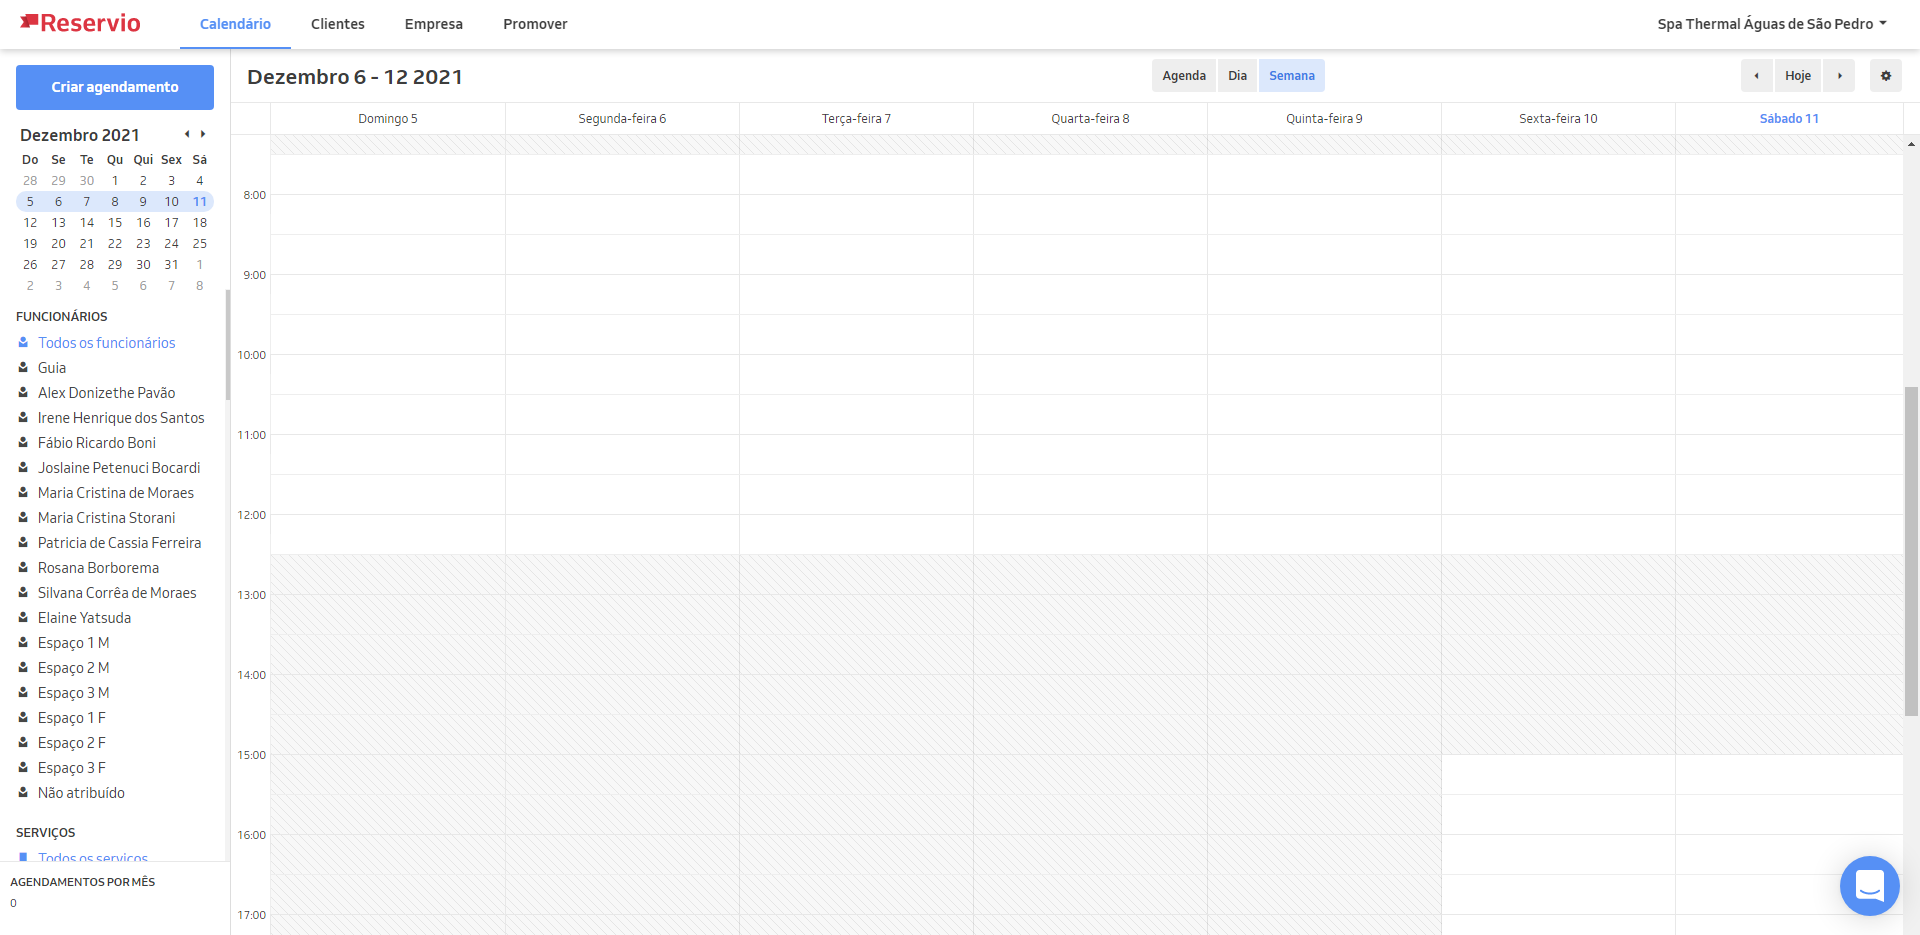 Reservio
Calendário
Clientes
Empresa
Promover
Spa Thermal Águas de São Pedro
Criar agendamento
Dezembro 2021
Do Se Te Qu Qui Sex Sá
28 29 30 1 2 3 4
5 6 7 8 9 10 11
12 13 14 15 16 17 18
19 20 21 22 23 24 25
26 27 28 29 30 31 1
2 3 4 5 6 7 8
FUNCIONÁRIOS
Todos os funcionários
Guia
Alex Donizethe Pavão
Irene Henrique dos Santos
Fábio Ricardo Boni
Joslaine Petenuci Bocardi
Maria Cristina de Moraes
Maria Cristina Storani
Patricia de Cassia Ferreira
Rosana Borborema
Silvana Corrêa de Moraes
Elaine Yatsuda
Espaço 1 M
Espaço 2 M
Espaço 3 M
Espaço 1 F
Espaço 2 F
Espaço 3 F
Não atribuído
SERVIÇOS
Todos os serviços
AGENDAMENTOS POR MÊS
0
Dezembro 6 - 12 2021
Agenda
Dia
Semana
Hoje
Domingo 5
Segunda-feira 6
Terça-feira 7
Quarta-feira 8
Quinta-feira 9
Sexta-feira 10
Sábado 11
8:00
9:00
10:00
11:00
12:00
13:00
14:00
15:00
16:00
17:00